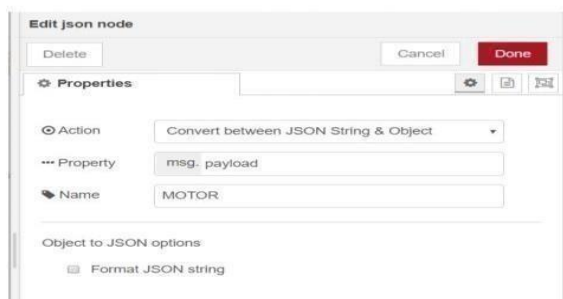 Edit json node
Delete Cancel Done
Properties
Action Convert between JSON String & Object
Property msg. payload
Name MOTOR
Object to JSON options
Format JSON string